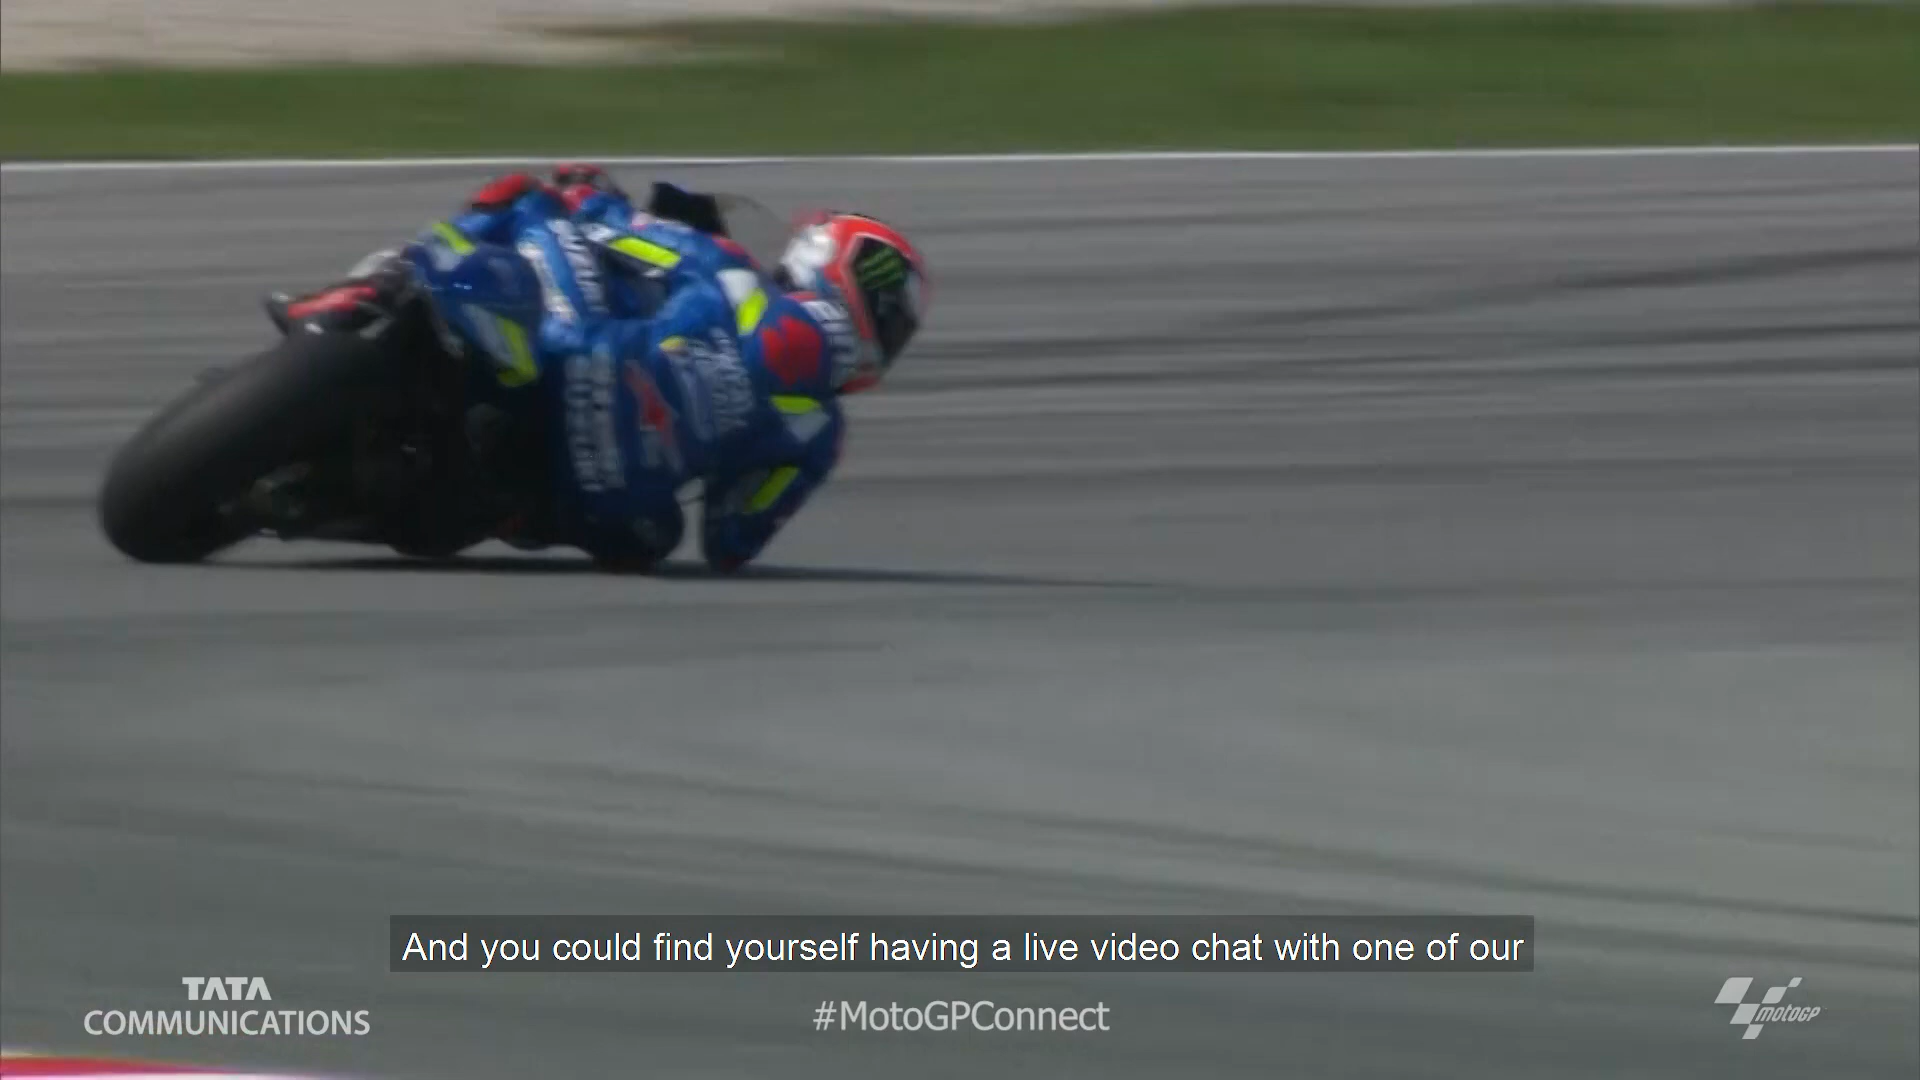 And you could find yourself having a live video chat with one of our
TATA
COMMUNICATIONS
#MotoGPConnect
motoGP